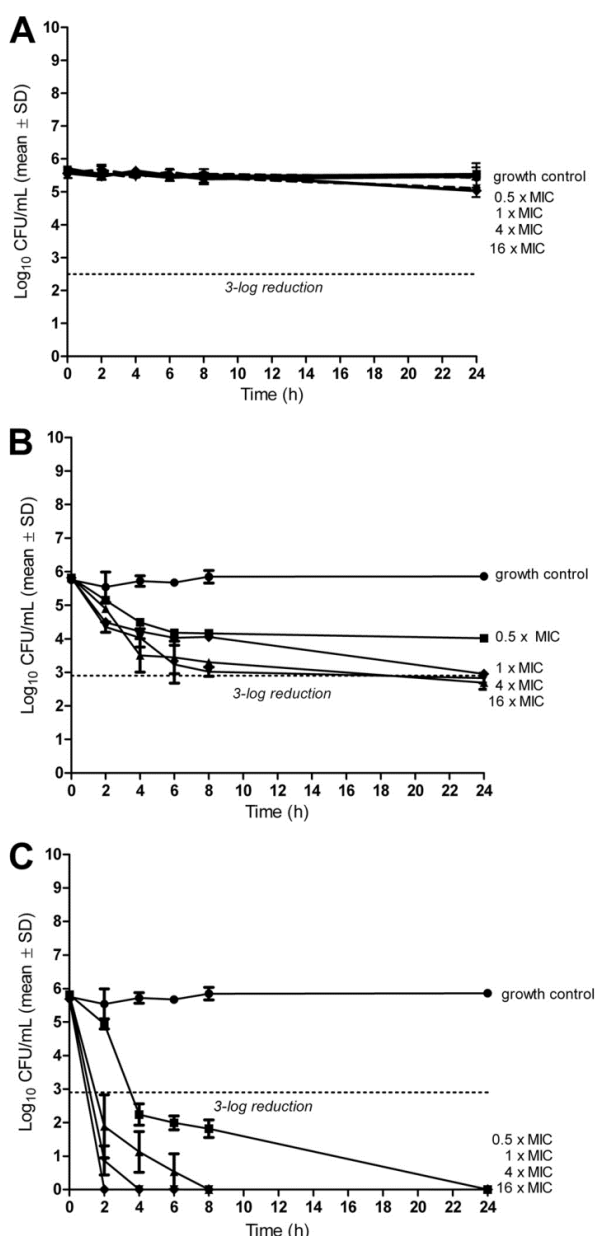 A
10
9
8
7
6
5
4
3
2
1
0
Log10 CFU/mL (mean ± SD)
growth control
0.5 x MIC
1 x MIC
4 x MIC
16 x MIC
3-log reduction
0 2 4 6 8 10 12 14 16 18 20 22 24
Time (h)
B
10
9
8
7
6
5
4
3
2
1
0
Log10 CFU/mL (mean ± SD)
growth control
0.5 x MIC
1 x MIC
4 x MIC
16 x MIC
3-log reduction
0 2 4 6 8 10 12 14 16 18 20 22 24
Time (h)
C
10
9
8
7
6
5
4
3
2
1
0
Log10 CFU/mL (mean ± SD)
growth control
3-log reduction
0.5 x MIC
1 x MIC
4 x MIC
16 x MIC
0 2 4 6 8 10 12 14 16 18 20 22 24
Time (h)